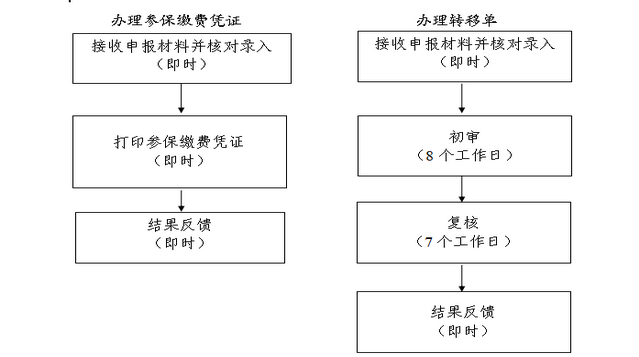 办理参保缴费凭证
接收申报材料并核对录入
（即时）
打印参保缴费凭证
（即时）
结果反馈
（即时）
办理转移单
接收申报材料并核对录入
（即时）
初审
（8个工作日）
复核
（7个工作日）
结果反馈
（即时）